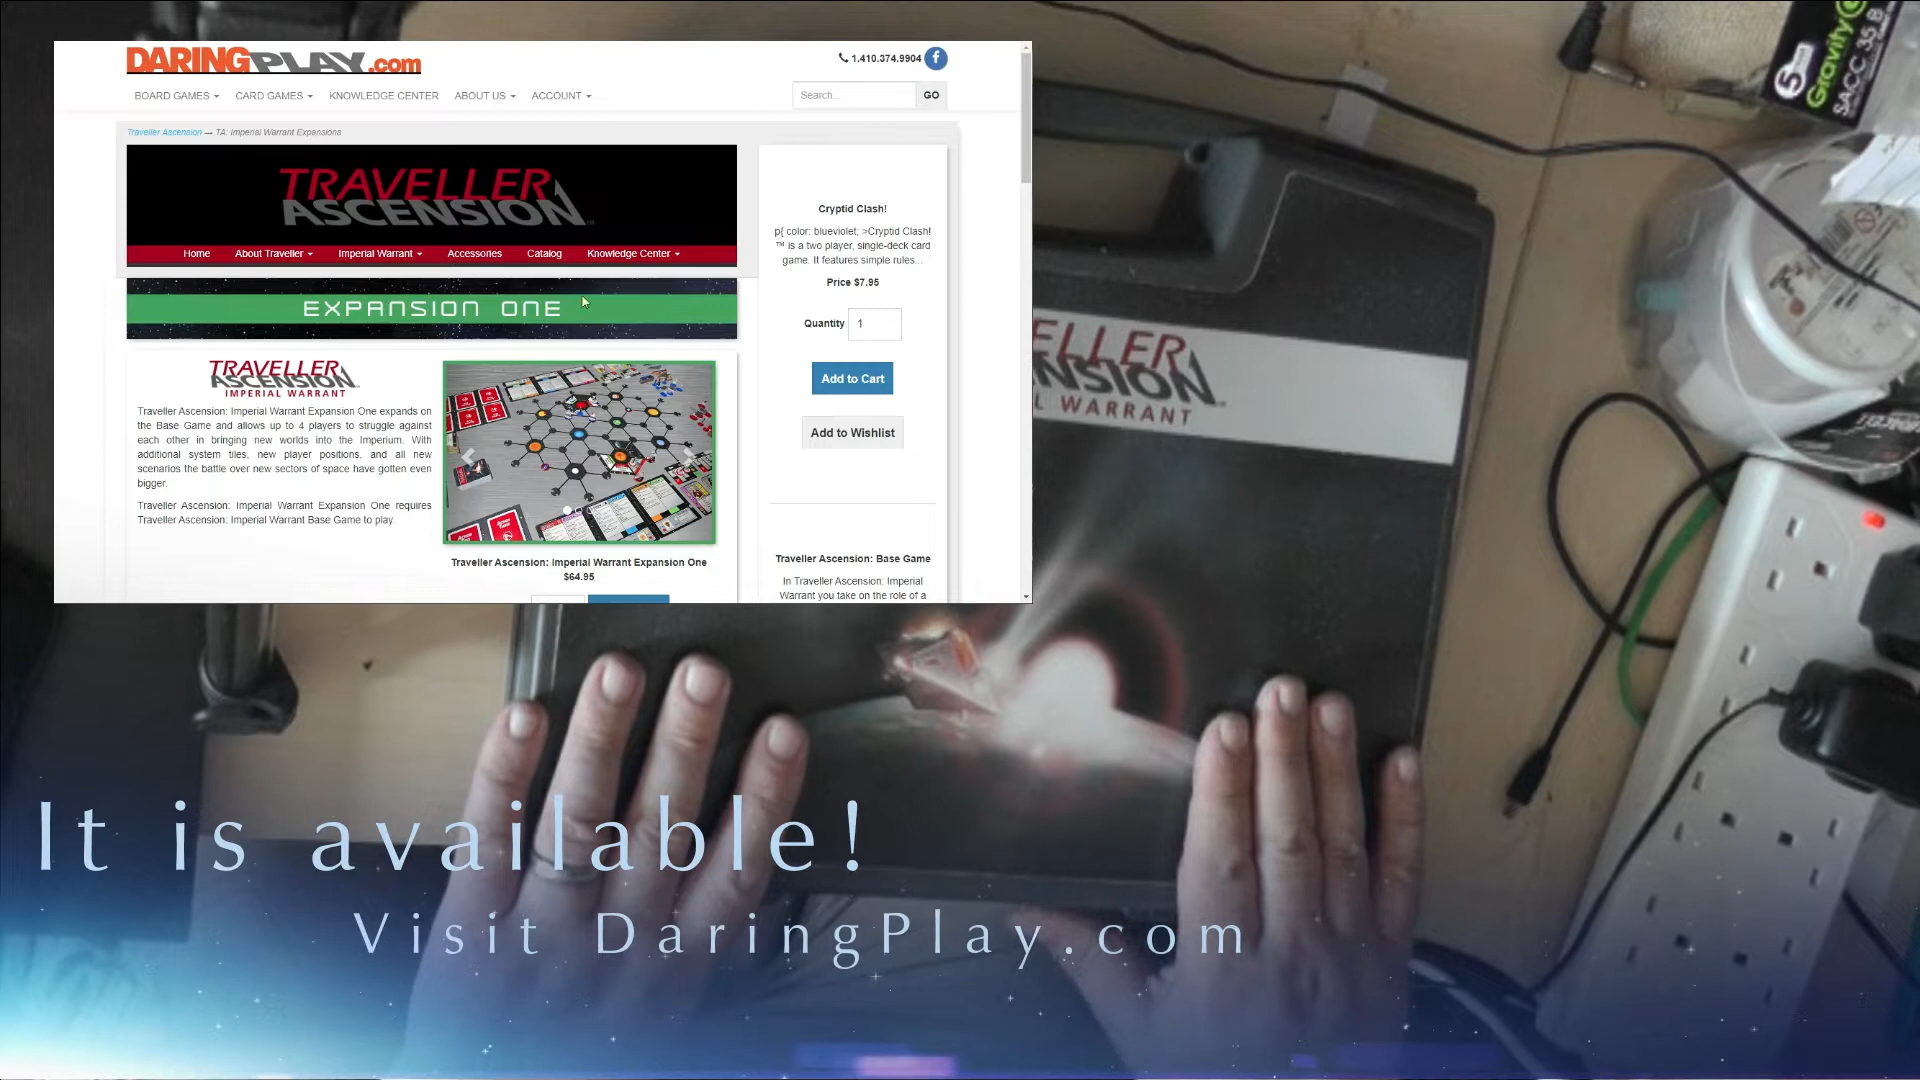 DARINGPLAY.com
1.410.374.9904
BOARD GAMES
CARD GAMES
KNOWLEDGE CENTER
ABOUT US
ACCOUNT
Search...
GO
Traveller Ascension → TA: Imperial Warrant Expansions
TRAVELLER
ASCENSION™
Home
About Traveller
Imperial Warrant
Accessories
Catalog
Knowledge Center
EXPANSION ONE
TRAVELLER
ASCENSION
IMPERIAL WARRANT
Traveller Ascension: Imperial Warrant Expansion One expands on
the Base Game and allows up to 4 players to struggle against
each other in bringing new worlds into the Imperium. With
additional system tiles, new player positions, and all new
scenarios the battle over new sectors of space have gotten even
bigger.
Traveller Ascension: Imperial Warrant Expansion One requires
Traveller Ascension: Imperial Warrant Base Game to play.
Traveller Ascension: Imperial Warrant Expansion One
$64.95
Cryptid Clash!
p{ color: blueviolet; >Cryptid Clash!
™ is a two player, single-deck card
game. It features simple rules...
Price $7.95
Quantity 1
Add to Cart
Add to Wishlist
Traveller Ascension: Base Game
In Traveller Ascension: Imperial
Warrant you take on the role of a
5
Gravity
SACC 35 B
ELLER
NSION
L WARRANT
It is available!
Visit DaringPlay.com